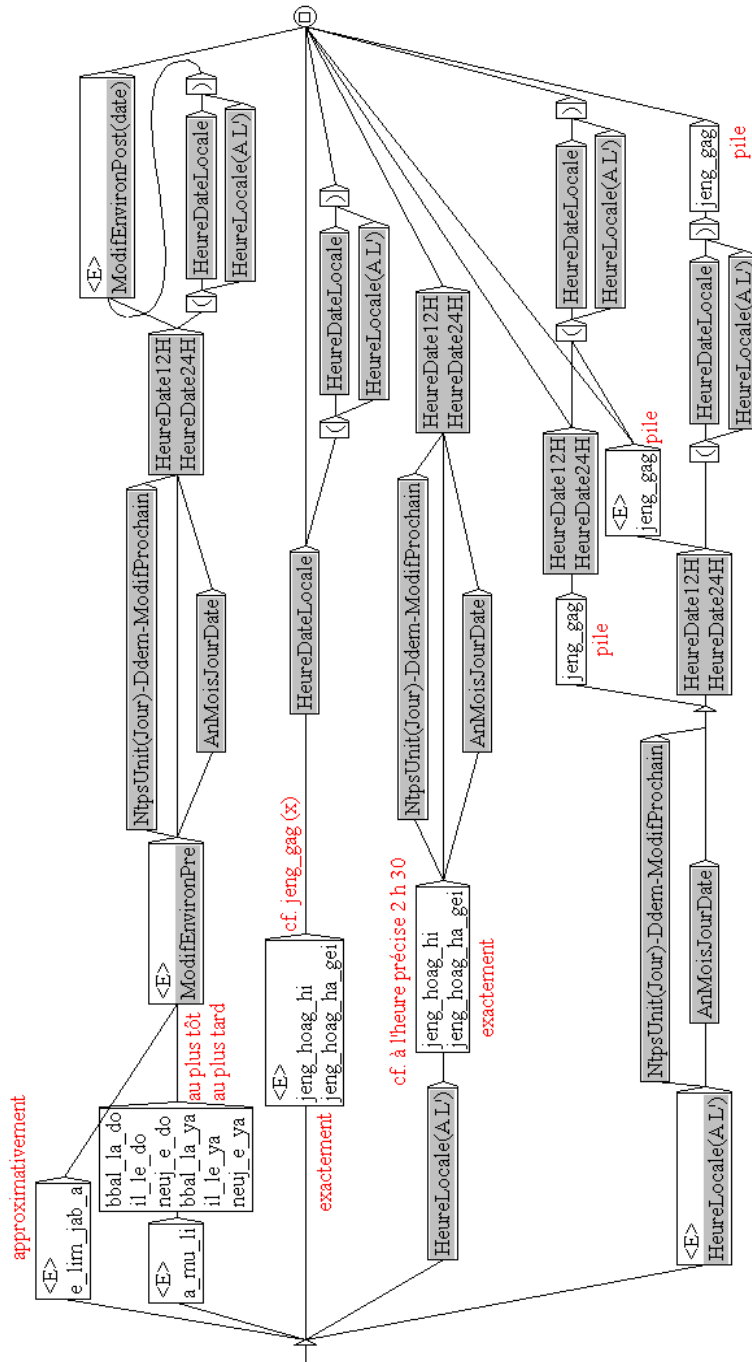 approximativement
<E>
e_lim_jab_a
<E>
a_mu_li
bbal_la_do
il_le_do
neuj_e_do
bbal_la_ya
il_le_ya
neuj_e_ya
au plus tôt
au plus tard
<E>
ModifEnvironPre
NtpsUnit(Jour)-Ddem-ModifProchain
AnMoisJourDate
HeureDate12H
HeureDate24H
<E>
ModifEnvironPost(date)
(
HeureDateLocale
HeureLocale(A L')
)
<E>
jeng_hoag_hi
jeng_hoag_ha_gei
exactement
cf. jeng_gag (x)
HeureDateLocale
(
HeureDateLocale
HeureLocale(A L')
)
HeureLocale(A L')
cf. à l'heure précise 2 h 30
jeng_hoag_hi
jeng_hoag_ha_gei
exactement
NtpsUnit(Jour)-Ddem-ModifProchain
AnMoisJourDate
HeureDate12H
HeureDate24H
<E>
HeureLocale(A L')
NtpsUnit(Jour)-Ddem-ModifProchain
AnMoisJourDate
jeng_gag
pile
HeureDate12H
HeureDate24H
(
HeureDateLocale
HeureLocale(A L')
)
HeureDate12H
HeureDate24H
<E>
jeng_gag
pile
(
HeureDateLocale
HeureLocale(A L')
)
jeng_gag
pile